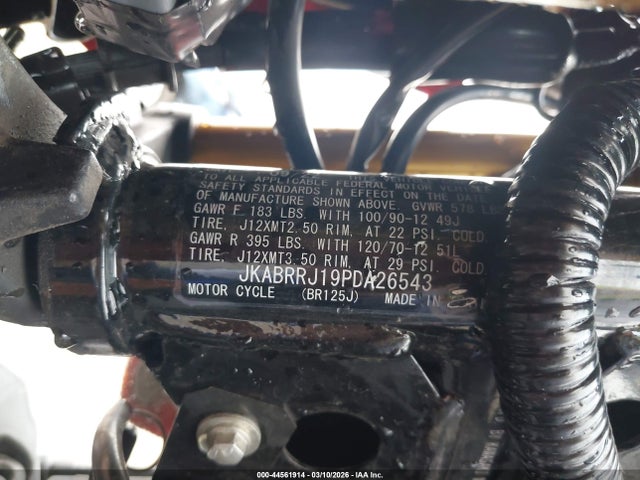 TO ALL APPLICABLE FEDERAL MOTOR VEHICLE
SAFETY STANDARDS IN EFFECT ON THE DATE
OF MANUFACTURE SHOWN ABOVE. GVWR 578 LBS
GAWR F 183 LBS. WITH 100/90-12 49J
TIRE, J12XMT2.50 RIM, AT 22 PSI. COLD.
GAWR R 395 LBS. WITH 120/70-12 51L
TIRE, J12XMT3.50 RIM, AT 29 PSI. COLD
JKABRRJ19PDA26543
MOTOR CYCLE (BR125J) MADE IN
000-44561914 - 03/10/2026 - IAA Inc.